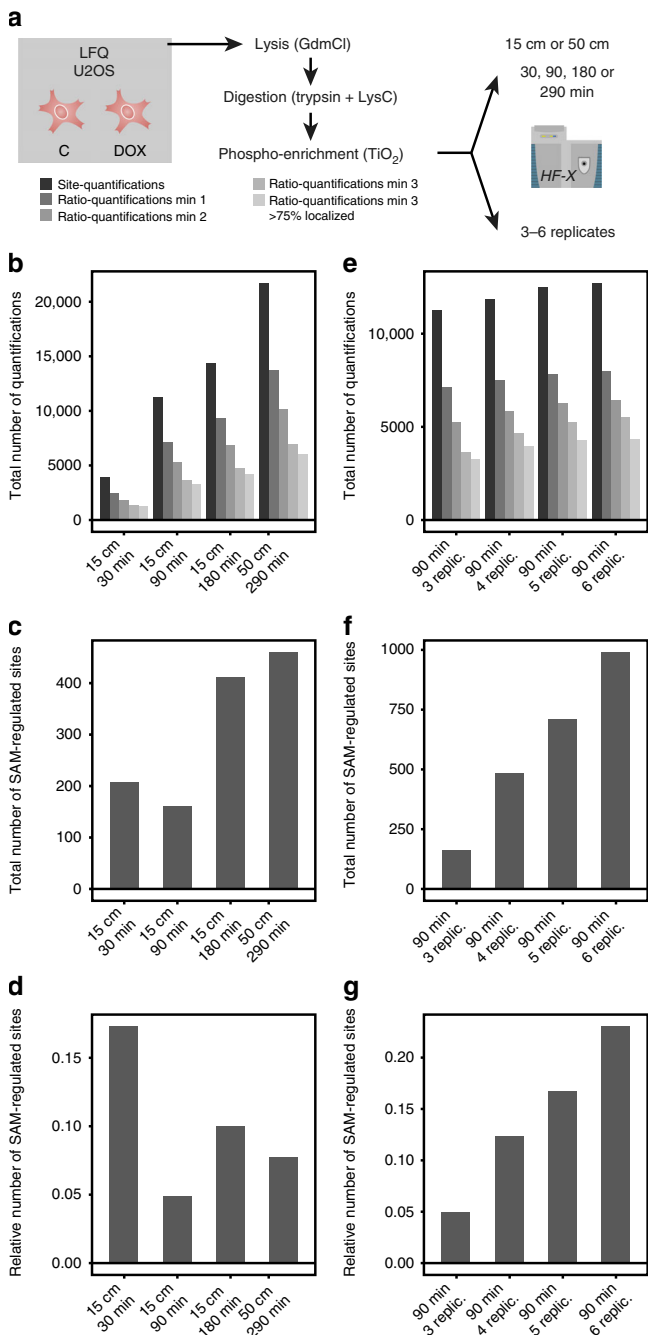 a
LFQ
U2OS
C
DOX
Lysis (GdmCl)
Digestion (trypsin + LysC)
Phospho-enrichment (TiO2)
15 cm or 50 cm
30, 90, 180 or
290 min
HF-X
3–6 replicates
Site-quantifications
Ratio-quantifications min 1
Ratio-quantifications min 2
Ratio-quantifications min 3
Ratio-quantifications min 3
>75% localized
b
Total number of quantifications
20,000
15,000
10,000
5000
0
15 cm
30 min
15 cm
90 min
15 cm
180 min
50 cm
290 min
e
Total number of quantifications
10,000
5000
0
90 min
3 replic.
90 min
4 replic.
90 min
5 replic.
90 min
6 replic.
c
Total number of SAM-regulated sites
400
300
200
100
0
15 cm
30 min
15 cm
90 min
15 cm
180 min
50 cm
290 min
f
Total number of SAM-regulated sites
1000
750
500
250
0
90 min
3 replic.
90 min
4 replic.
90 min
5 replic.
90 min
6 replic.
d
Relative number of SAM-regulated sites
0.15
0.10
0.05
0.00
15 cm
30 min
15 cm
90 min
15 cm
180 min
50 cm
290 min
g
Relative number of SAM-regulated sites
0.20
0.15
0.10
0.05
0.00
90 min
3 replic.
90 min
4 replic.
90 min
5 replic.
90 min
6 replic.